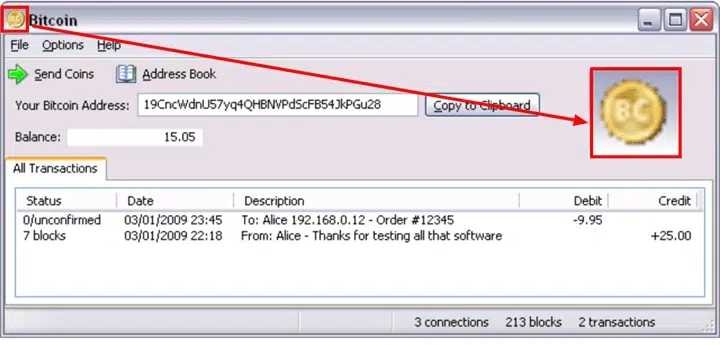 Bitcoin
File Options Help
Send Coins Address Book
Your Bitcoin Address: 19CncWdnU57yq4QHBNVPdScFB54JkPGu28 Copy to Clipboard
BC
Balance: 15.05
All Transactions
Status Date Description Debit Credit
0/unconfirmed 03/01/2009 23:45 To: Alice 192.168.0.12 - Order #12345 -9.95
7 blocks 03/01/2009 22:18 From: Alice - Thanks for testing all that software +25.00
3 connections 213 blocks 2 transactions